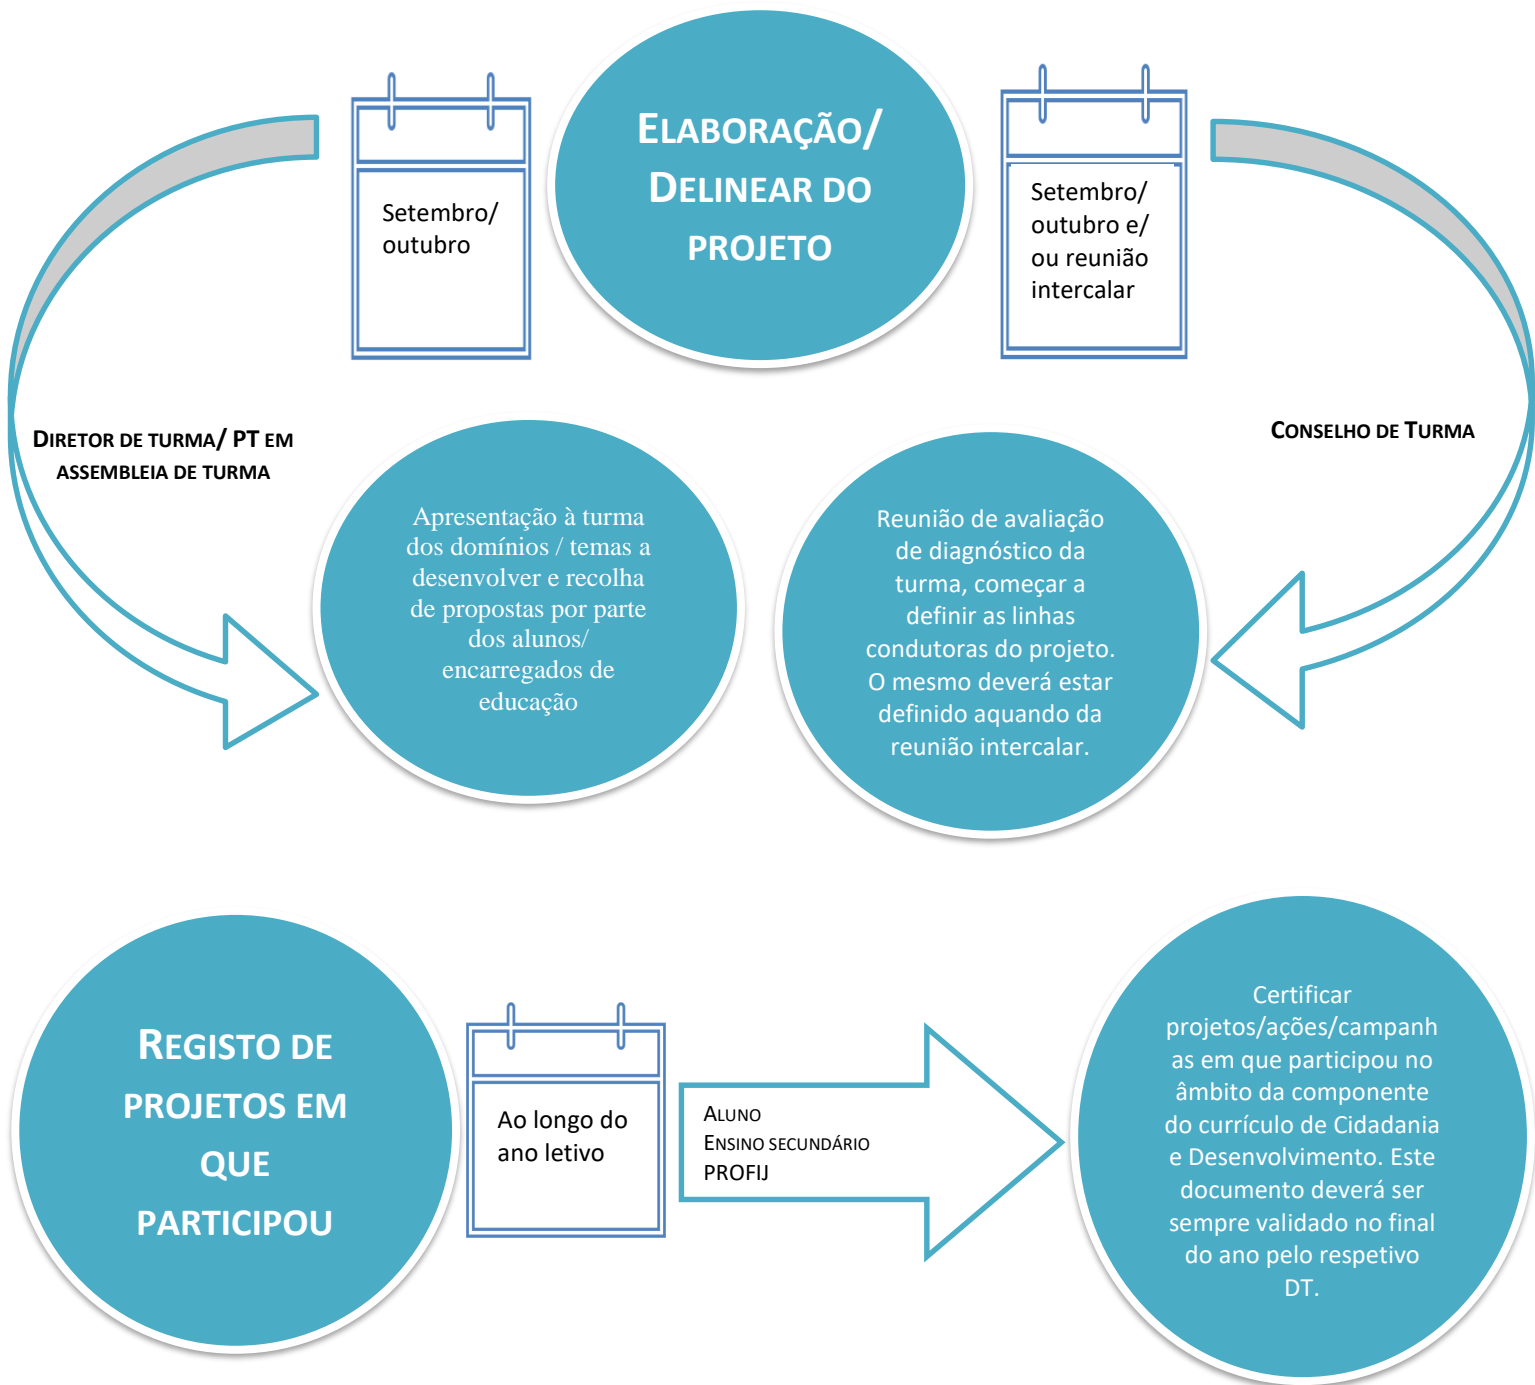 ELABORAÇÃO/
DELINEAR DO
PROJETO
Setembro/
outubro
Setembro/
outubro e/
ou reunião
intercalar
DIRETOR DE TURMA/ PT EM
ASSEMBLEIA DE TURMA
CONSELHO DE TURMA
Apresentação à turma
dos domínios / temas a
desenvolver e recolha
de propostas por parte
dos alunos/
encarregados de
educação
Reunião de avaliação
de diagnóstico da
turma, começar a
definir as linhas
condutoras do projeto.
O mesmo deverá estar
definido aquando da
reunião intercalar.
REGISTO DE
PROJETOS EM
QUE
PARTICIPOU
Ao longo do
ano letivo
ALUNO
ENSINO SECUNDÁRIO
PROFIJ
Certificar
projetos/ações/campanh
as em que participou no
âmbito da componente
do currículo de Cidadania
e Desenvolvimento. Este
documento deverá ser
sempre validado no final
do ano pelo respetivo
DT.